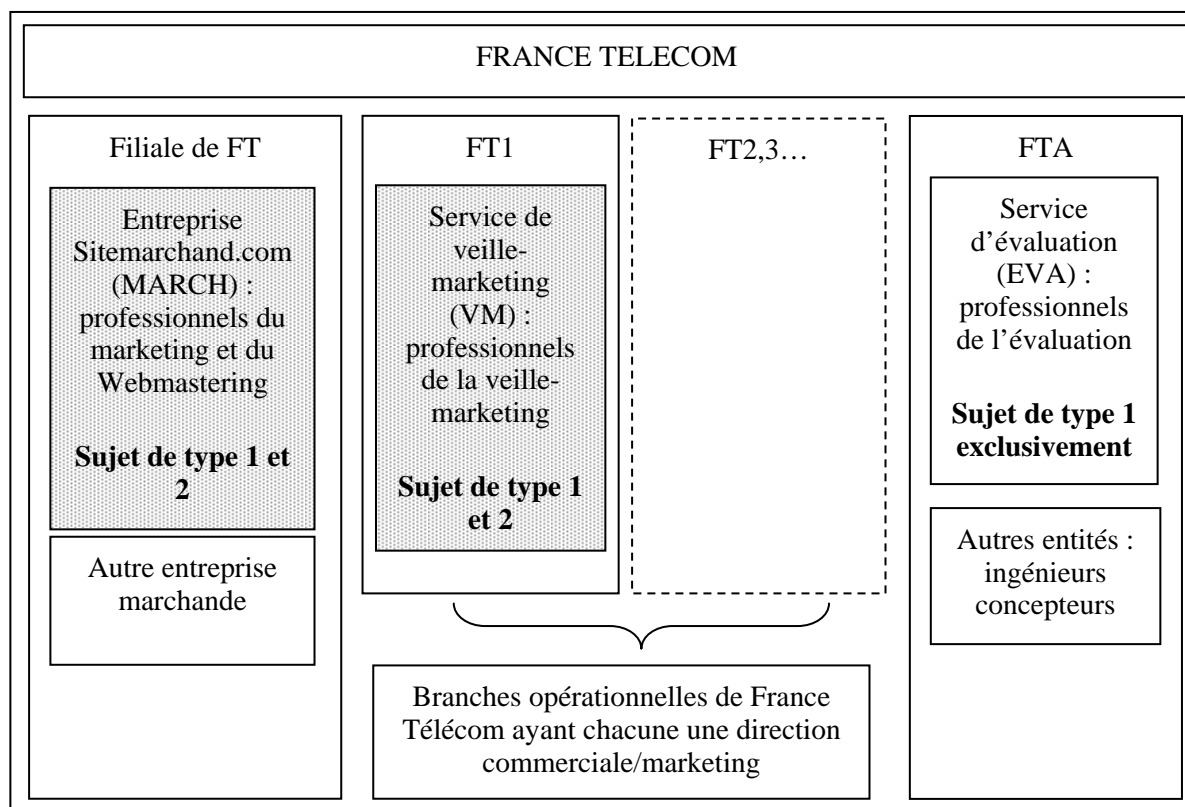 FRANCE TELECOM
Filiale de FT
Entreprise
Sitemarchand.com
(MARCH) :
professionnels du
marketing et du
Webmastering
Sujet de type 1 et
2
Autre entreprise
marchande
FT1
Service de
veille-
marketing
(VM) :
professionnels
de la veille-
marketing
Sujet de type 1
et 2
FT2,3…
Branches opérationnelles de France
Télécom ayant chacune une direction
commerciale/marketing
FTA
Service
d’évaluation
(EVA) :
professionnels
de l’évaluation
Sujet de type 1
exclusivement
Autres entités :
ingénieurs
concepteurs